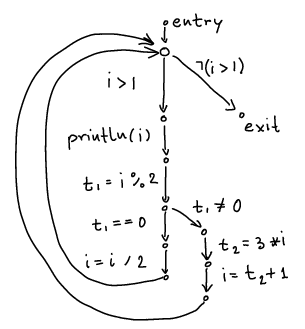 entry
i > 1
¬(i > 1)
exit
println(i)
t₁ = i % 2
t₁ ≠ 0
t₁ == 0
t₂ = 3 * i
i = i / 2
i = t₂ + 1